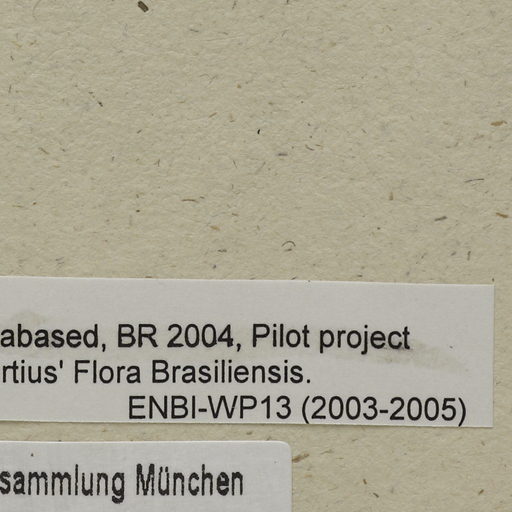 abased, BR 2004, Pilot project
rtius' Flora Brasiliensis.
ENBI-WP13 (2003-2005)
sammlung München